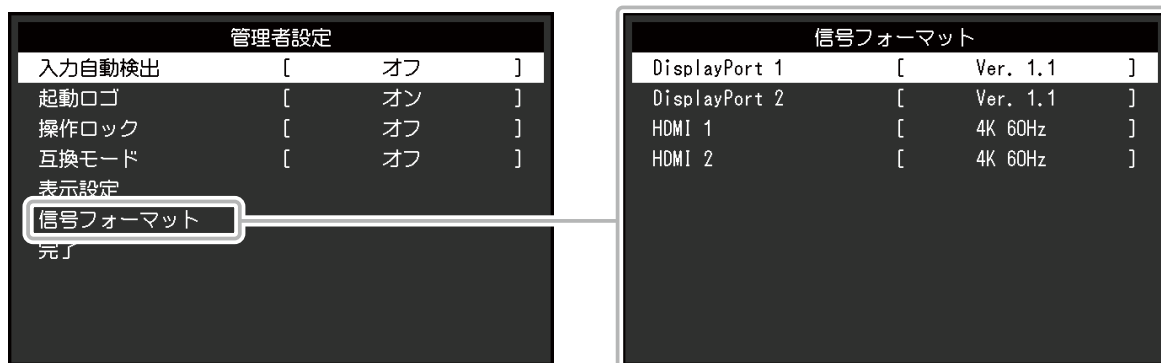 管理者設定
入力自動検出 [ オフ ]
起動ロゴ [ オン ]
操作ロック [ オフ ]
互換モード [ オフ ]
表示設定
信号フォーマット
完了
信号フォーマット
DisplayPort 1 [ Ver. 1.1 ]
DisplayPort 2 [ Ver. 1.1 ]
HDMI 1 [ 4K 60Hz ]
HDMI 2 [ 4K 60Hz ]